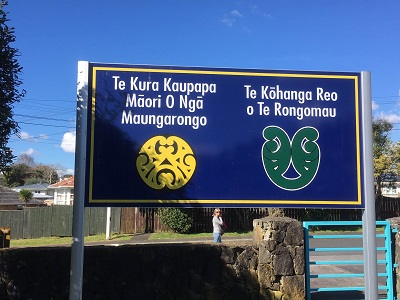 Te Kura Kaupapa
Māori O Ngā
Maungarongo
Te Kōhanga Reo
o Te Rongomau